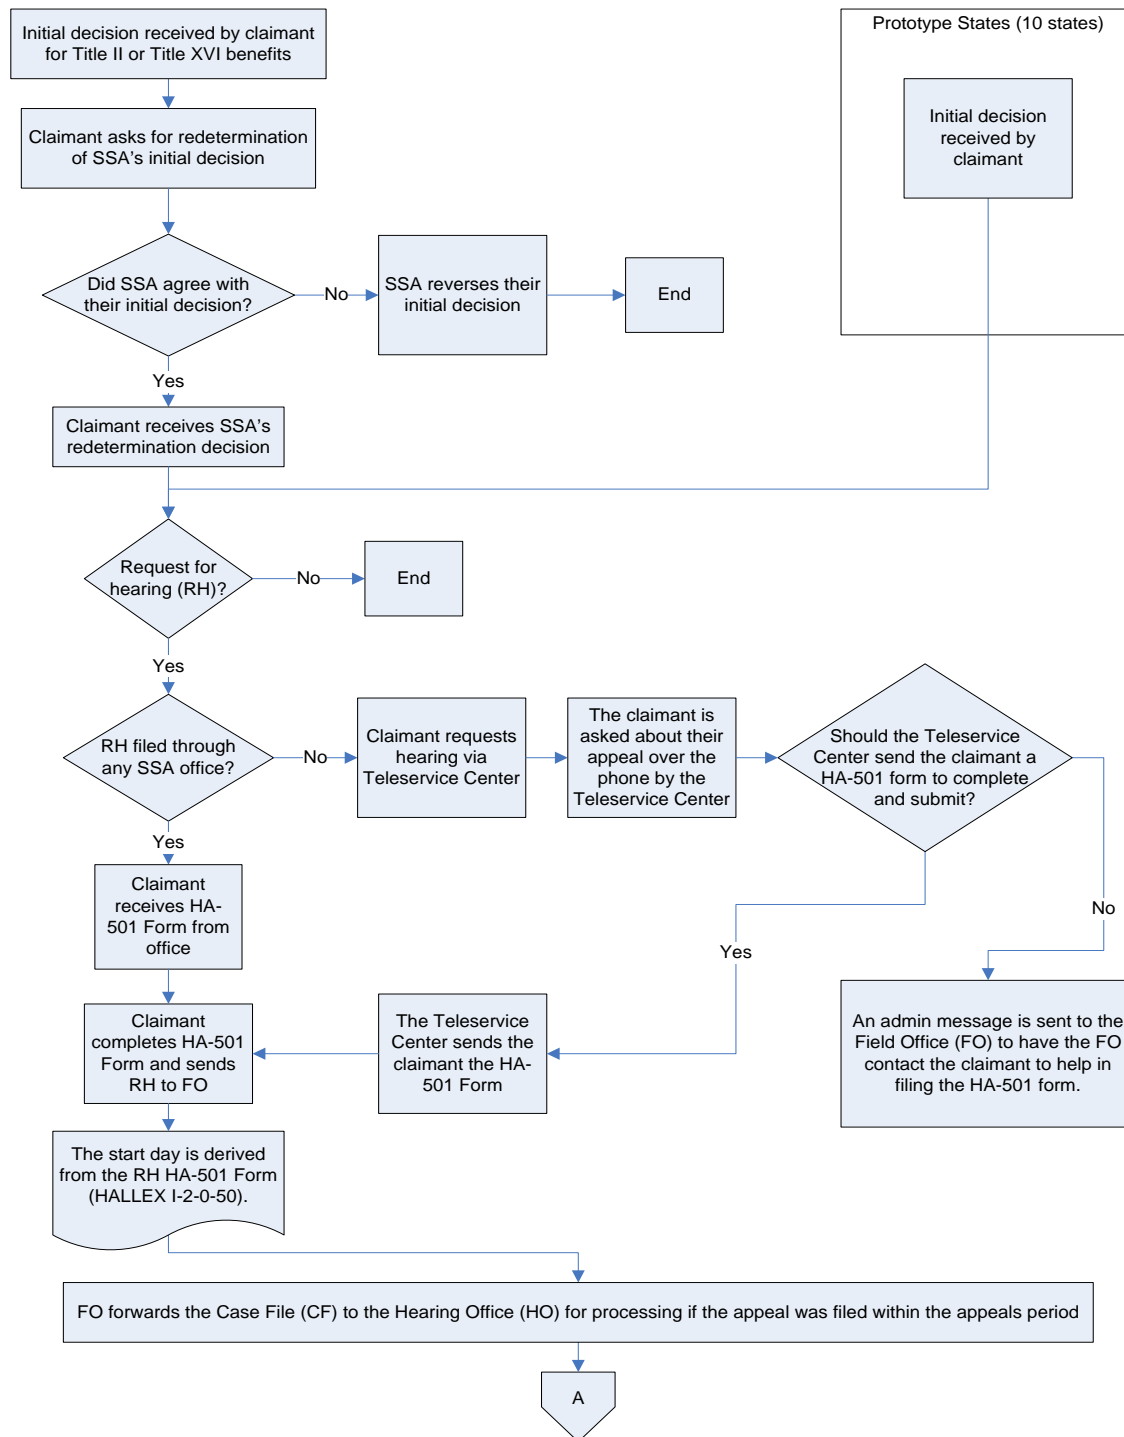 Initial decision received by claimant
for Title II or Title XVI benefits
Prototype States (10 states)
Initial decision
received by
claimant
Claimant asks for redetermination
of SSA's initial decision
Did SSA agree with
their initial decision?
No
SSA reverses their
initial decision
End
Yes
Claimant receives SSA's
redetermination decision
Request for
hearing (RH)?
No
End
Yes
RH filed through
any SSA office?
No
Claimant requests
hearing via
Teleservice Center
The claimant is
asked about their
appeal over the
phone by the
Teleservice Center
Should the Teleservice
Center send the claimant a
HA-501 form to complete
and submit?
Yes
Claimant
receives HA-
501 Form from
office
Yes
No
Claimant
completes HA-501
Form and sends
RH to FO
The Teleservice
Center sends the
claimant the HA-
501 Form
An admin message is sent to the
Field Office (FO) to have the FO
contact the claimant to help in
filing the HA-501 form.
The start day is derived
from the RH HA-501 Form
(HALLEX I-2-0-50).
FO forwards the Case File (CF) to the Hearing Office (HO) for processing if the appeal was filed within the appeals period
A